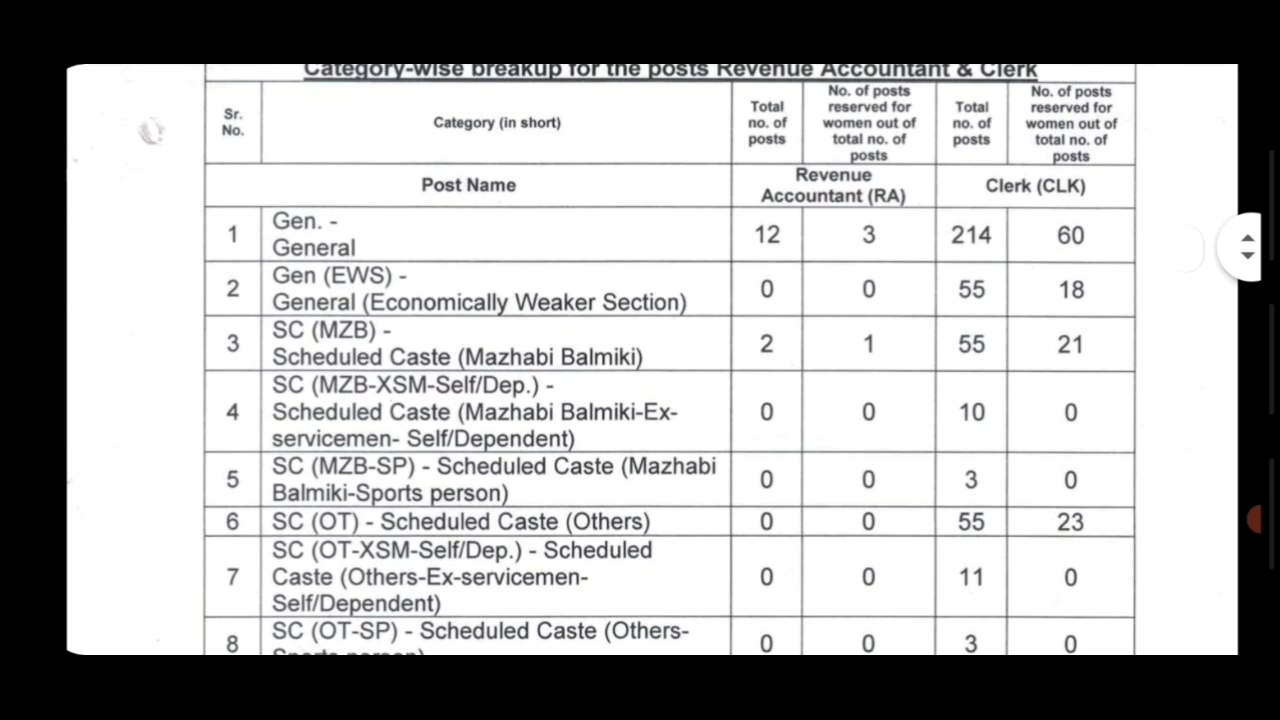 Category-wise breakup for the posts Revenue Accountant & Clerk
Sr. No.
Category (in short)
Total no. of posts
No. of posts reserved for women out of total no. of posts
Total no. of posts
No. of posts reserved for women out of total no. of posts
Post Name
Revenue Accountant (RA)
Clerk (CLK)
1
Gen. -
General
12 3 214 60
2
Gen (EWS) -
General (Economically Weaker Section)
0 0 55 18
3
SC (MZB) -
Scheduled Caste (Mazhabi Balmiki)
2 1 55 21
4
SC (MZB-XSM-Self/Dep.) -
Scheduled Caste (Mazhabi Balmiki-Ex-
servicemen- Self/Dependent)
0 0 10 0
5
SC (MZB-SP) - Scheduled Caste (Mazhabi
Balmiki-Sports person)
0 0 3 0
6 SC (OT) - Scheduled Caste (Others) 0 0 55 23
7
SC (OT-XSM-Self/Dep.) - Scheduled
Caste (Others-Ex-servicemen-
Self/Dependent)
0 0 11 0
8
SC (OT-SP) - Scheduled Caste (Others-
Sports person)
0 0 3 0